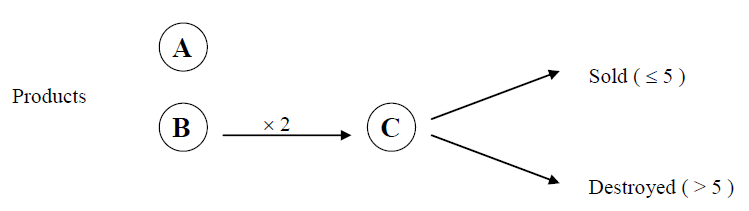 A
Sold ( ≤ 5 )
Products
B
× 2
C
Destroyed ( > 5 )